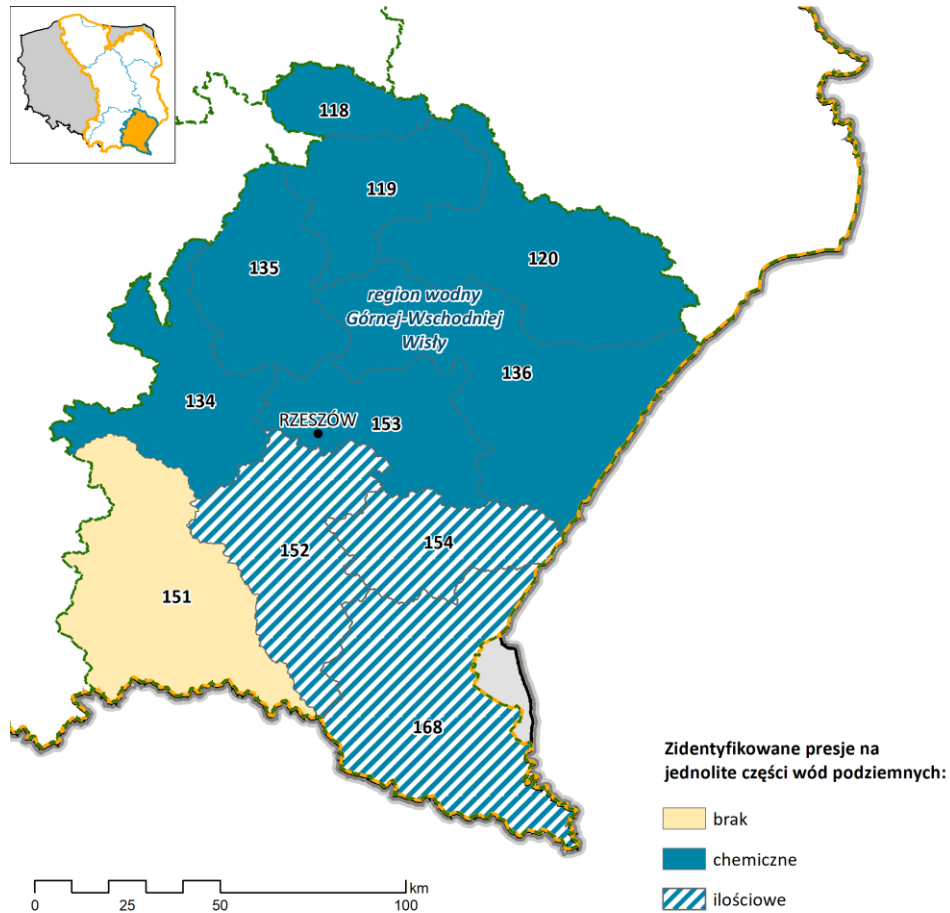 118
119
120
135
region wodny
Górnej-Wschodniej
Wisły
136
134
RZESZÓW
153
154
152
151
168
Zidentyfikowane presje na
jednolite części wód podziemnych:
brak
chemiczne
ilościowe
km
0 25 50 100